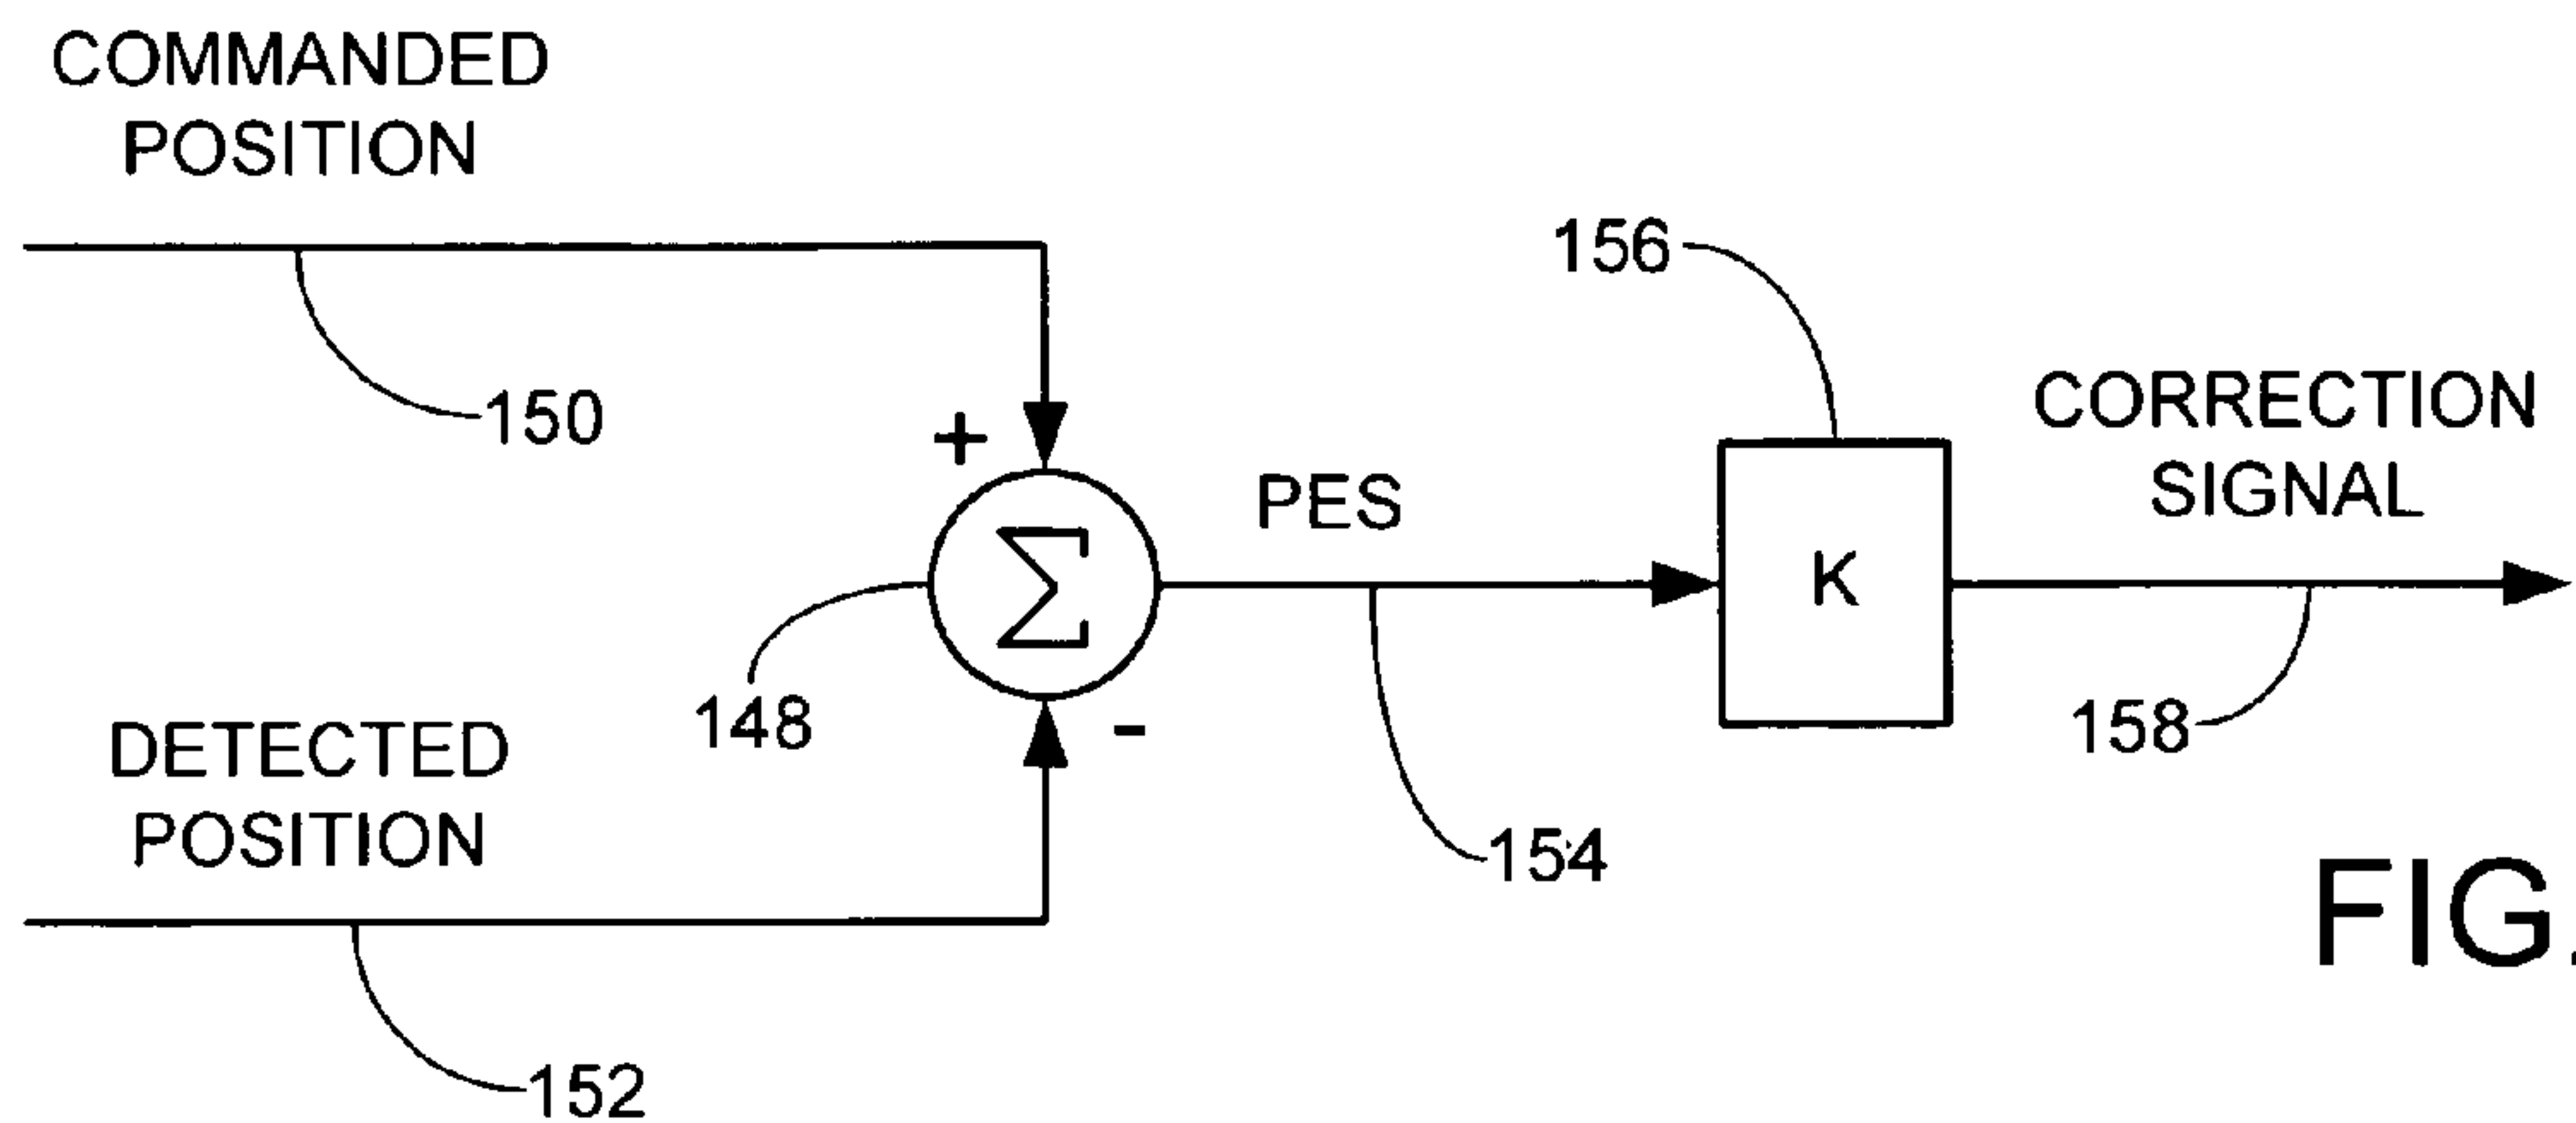 COMMANDED
POSITION
150
+
156
CORRECTION
SIGNAL
PES
Σ
K
148
-
158
DETECTED
POSITION
154
FIG.
152